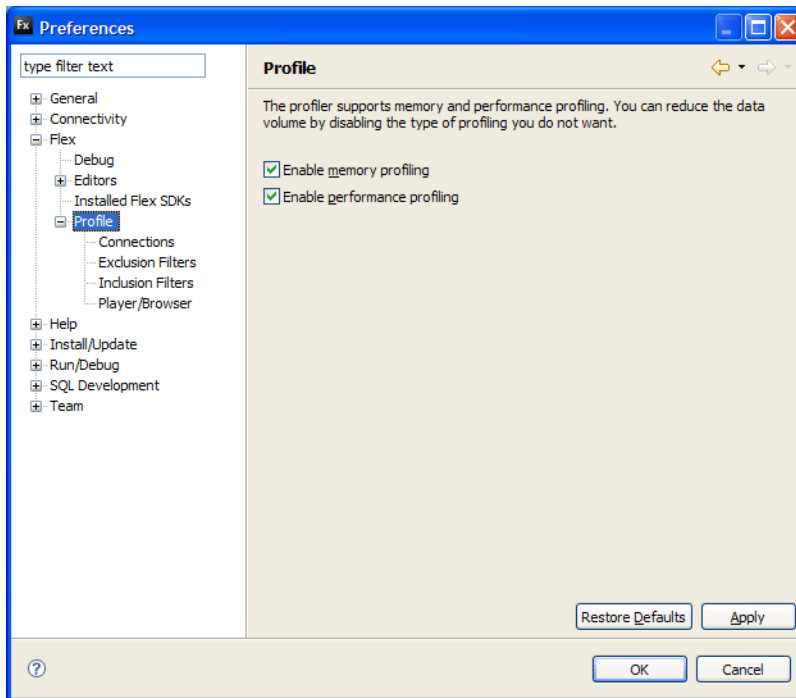 Fx Preferences
type filter text
General
Connectivity
Flex
Debug
Editors
Installed Flex SDKs
Profile
Connections
Exclusion Filters
Inclusion Filters
Player/Browser
Help
Install/Update
Run/Debug
SQL Development
Team
Profile
The profiler supports memory and performance profiling. You can reduce the data
volume by disabling the type of profiling you do not want.
Enable memory profiling
Enable performance profiling
Restore Defaults
Apply
?
OK
Cancel